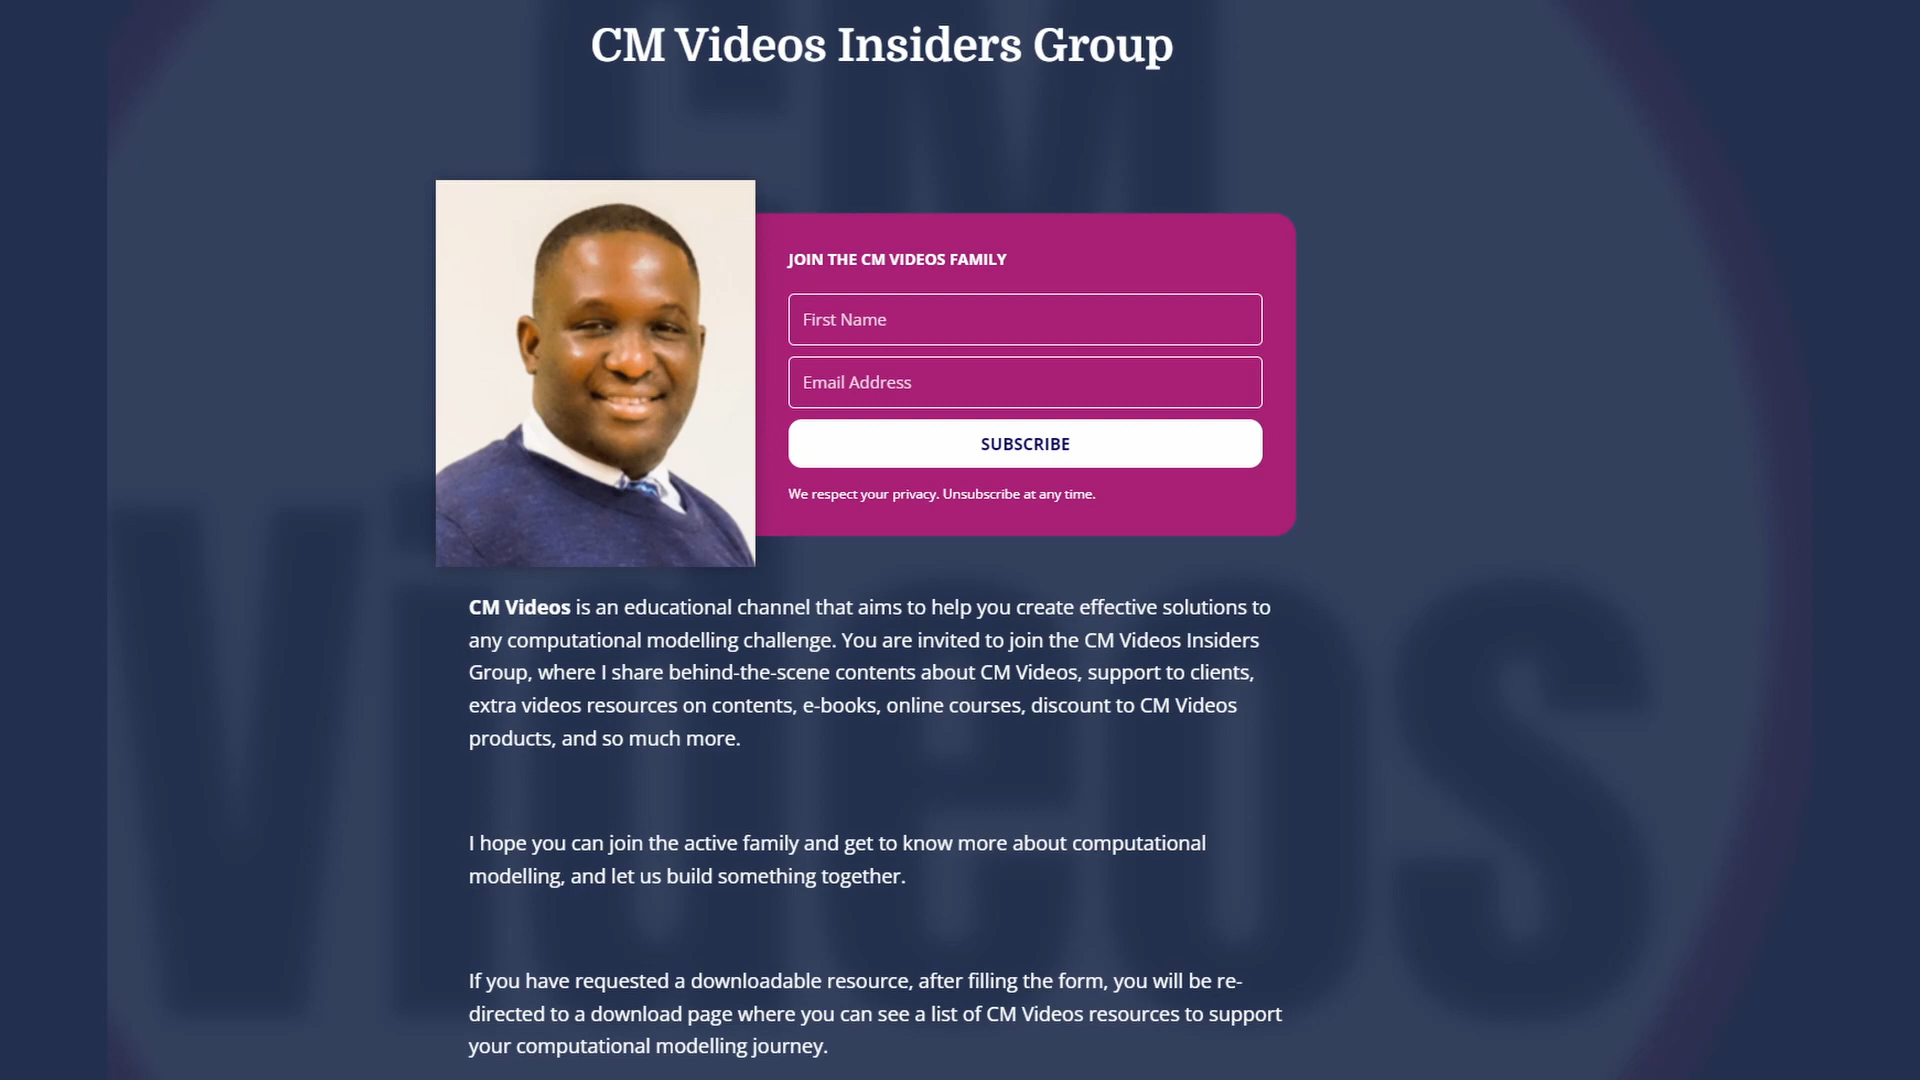 CM Videos Insiders Group
JOIN THE CM VIDEOS FAMILY
First Name
Email Address
SUBSCRIBE
We respect your privacy. Unsubscribe at any time.
CM Videos is an educational channel that aims to help you create effective solutions to
any computational modelling challenge. You are invited to join the CM Videos Insiders
Group, where I share behind-the-scene contents about CM Videos, support to clients,
extra videos resources on contents, e-books, online courses, discount to CM Videos
products, and so much more.
I hope you can join the active family and get to know more about computational
modelling, and let us build something together.
If you have requested a downloadable resource, after filling the form, you will be re-
directed to a download page where you can see a list of CM Videos resources to support
your computational modelling journey.
CM
Videos